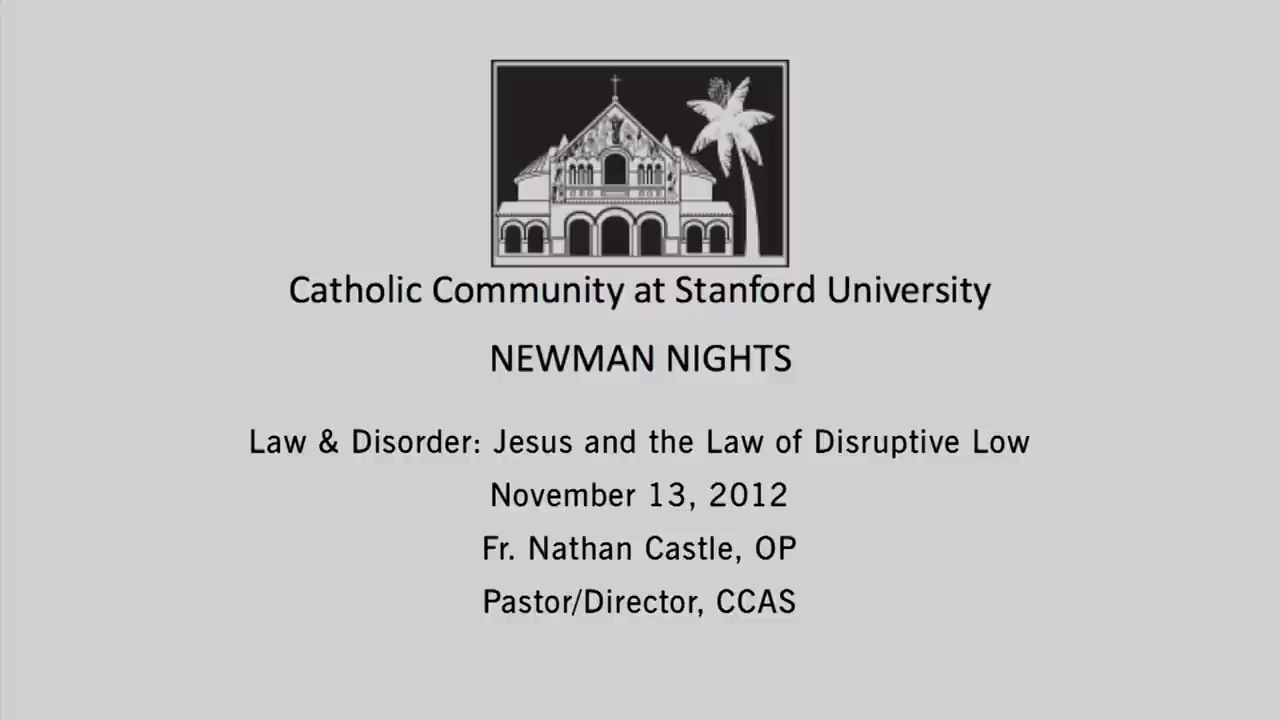 Catholic Community at Stanford University
NEWMAN NIGHTS
Law & Disorder: Jesus and the Law of Disruptive Low
November 13, 2012
Fr. Nathan Castle, OP
Pastor/Director, CCAS